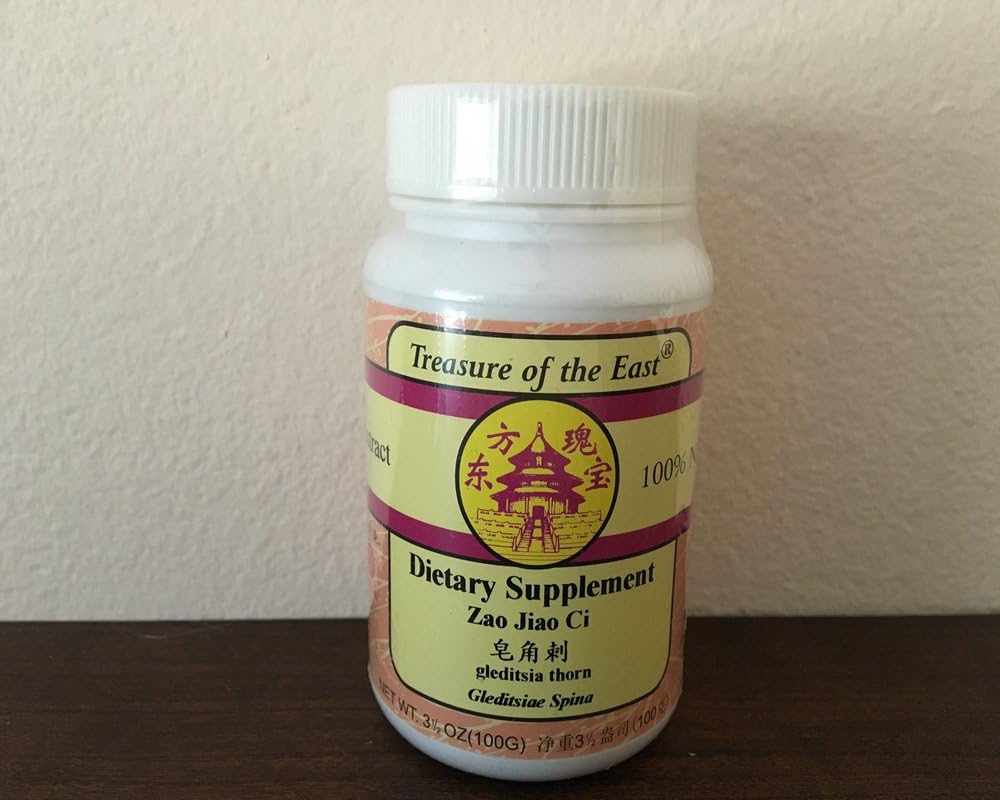 Treasure of the East®
东方瑰宝
100%
Dietary Supplement
Zao Jiao Ci
皂角刺
gleditsia thorn
Gleditsiae Spina
NET WT. 3½ OZ(100G) 净重3½盎司(100克)